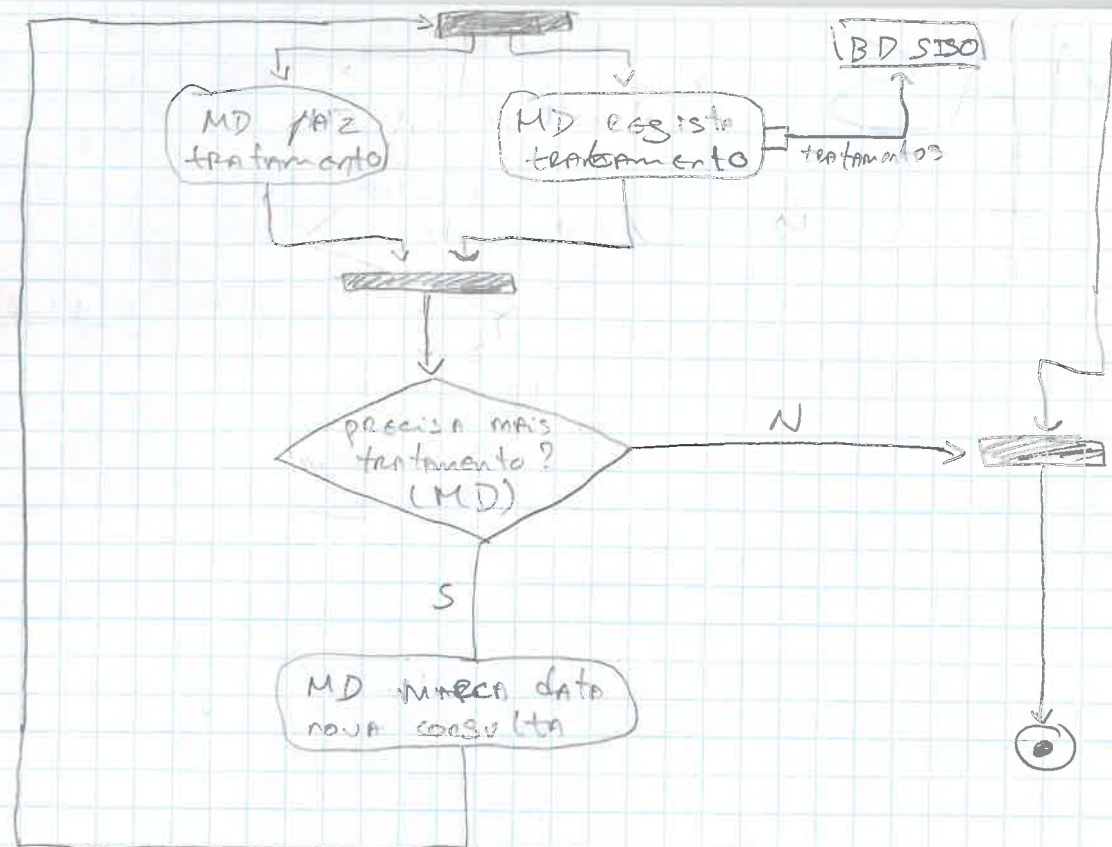 BD SIBO
MD faz
tratamento
MD regista
tratamento
tratamentos
precisa mais
tratamento?
(MD)
N
S
MD marca data
nova consulta